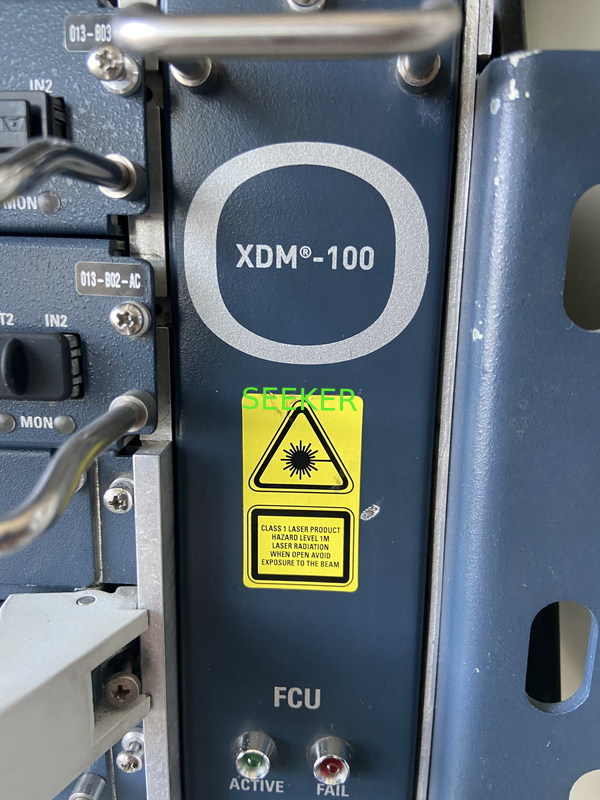 013-B03
IN2
MON
013-B02-AC
IN2
MON
XDM®-100
SEEKER
CLASS 1 LASER PRODUCT
HAZARD LEVEL 1M
LASER RADIATION
WHEN OPEN AVOID
EXPOSURE TO THE BEAM
FCU
ACTIVE
FAIL